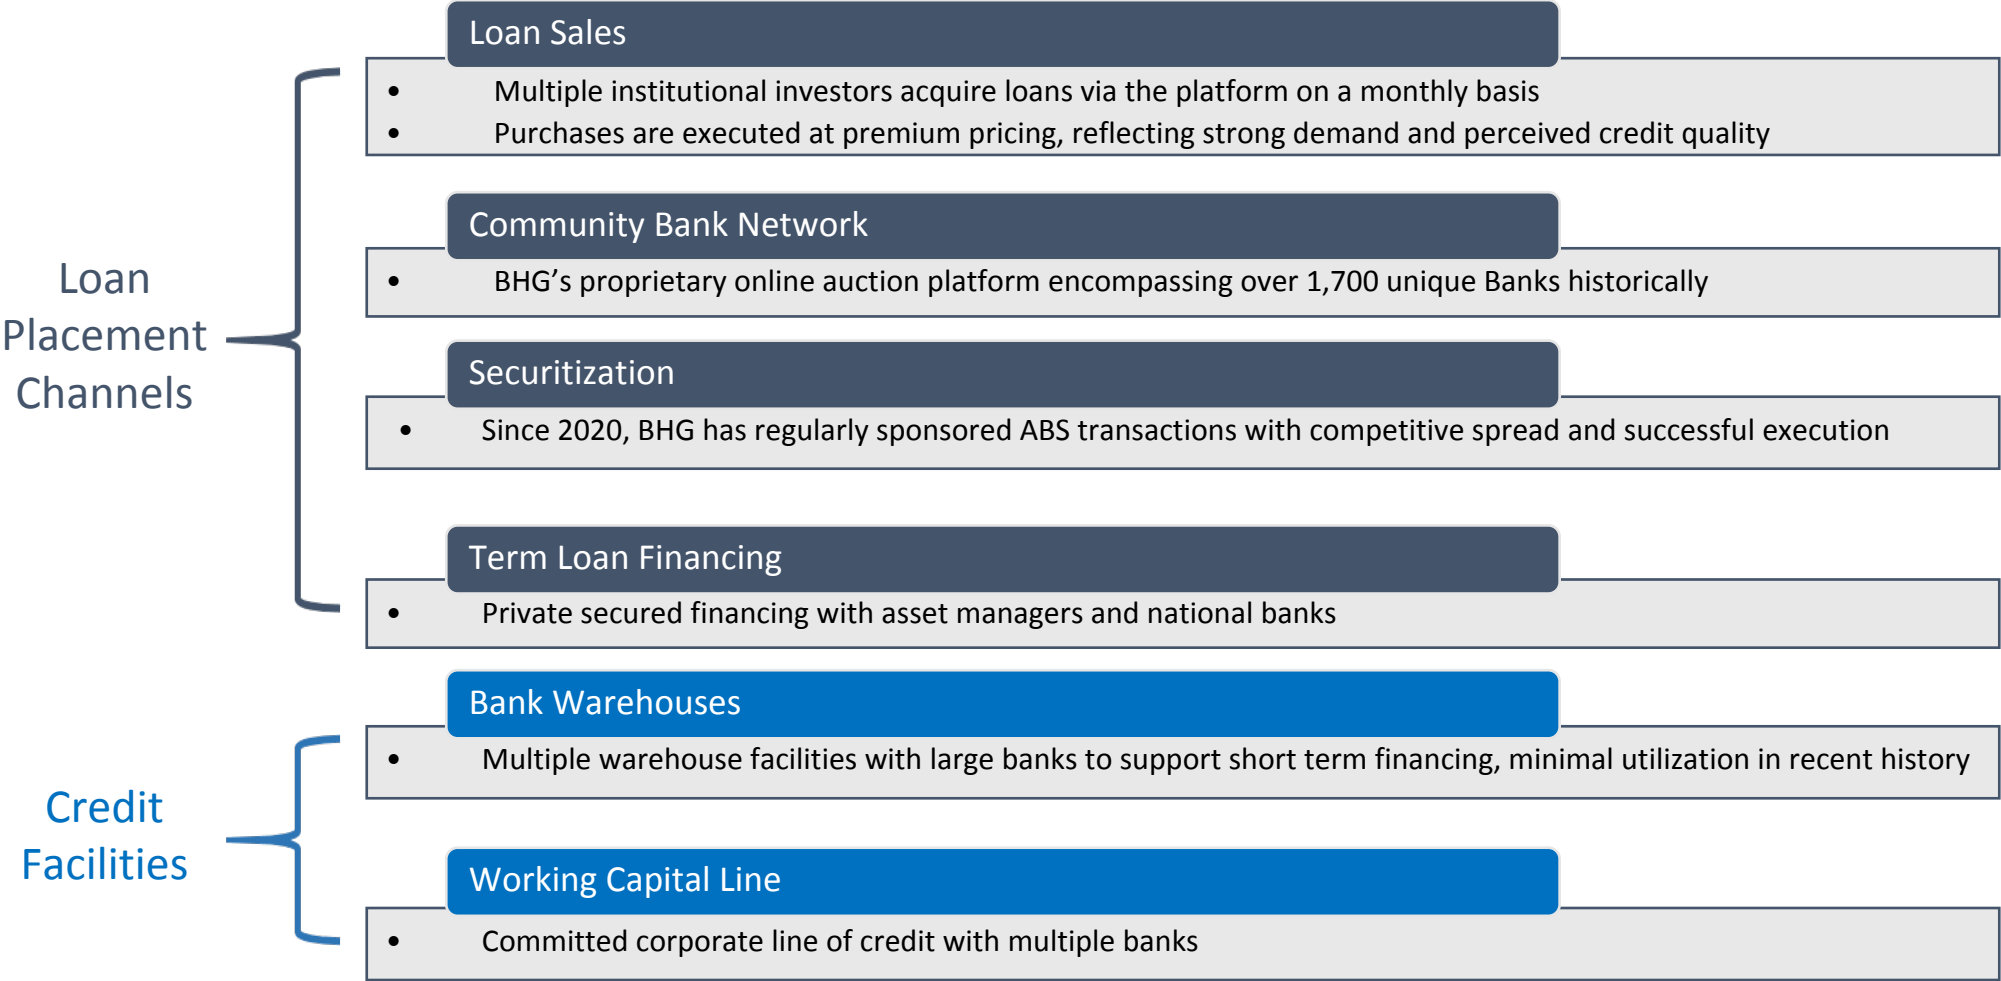 Loan Placement Channels
Loan Sales
• Multiple institutional investors acquire loans via the platform on a monthly basis
• Purchases are executed at premium pricing, reflecting strong demand and perceived credit quality
Community Bank Network
• BHG’s proprietary online auction platform encompassing over 1,700 unique Banks historically
Securitization
• Since 2020, BHG has regularly sponsored ABS transactions with competitive spread and successful execution
Term Loan Financing
• Private secured financing with asset managers and national banks
Credit Facilities
Bank Warehouses
• Multiple warehouse facilities with large banks to support short term financing, minimal utilization in recent history
Working Capital Line
• Committed corporate line of credit with multiple banks